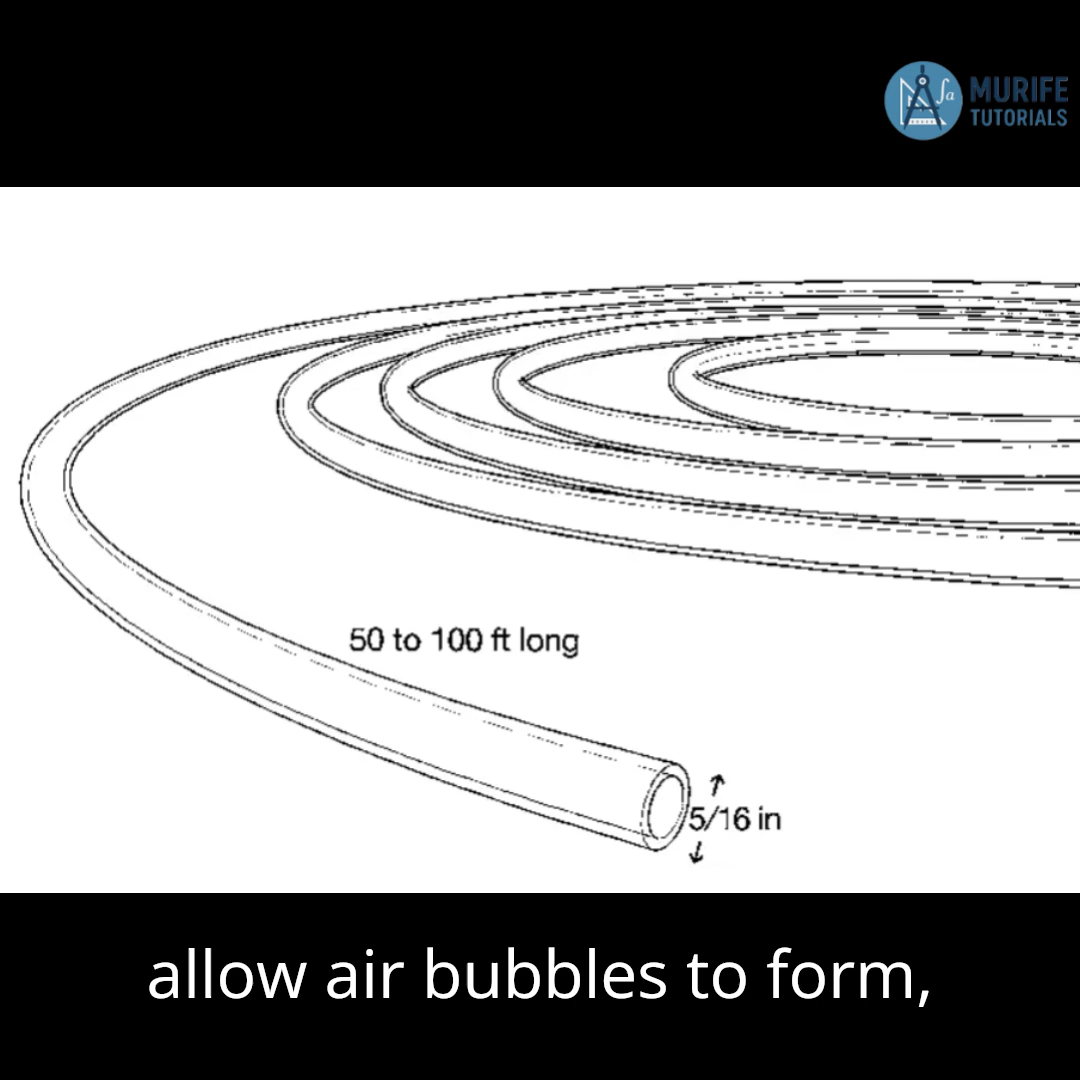 MURIFE
TUTORIALS
50 to 100 ft long
5/16 in
allow air bubbles to form,